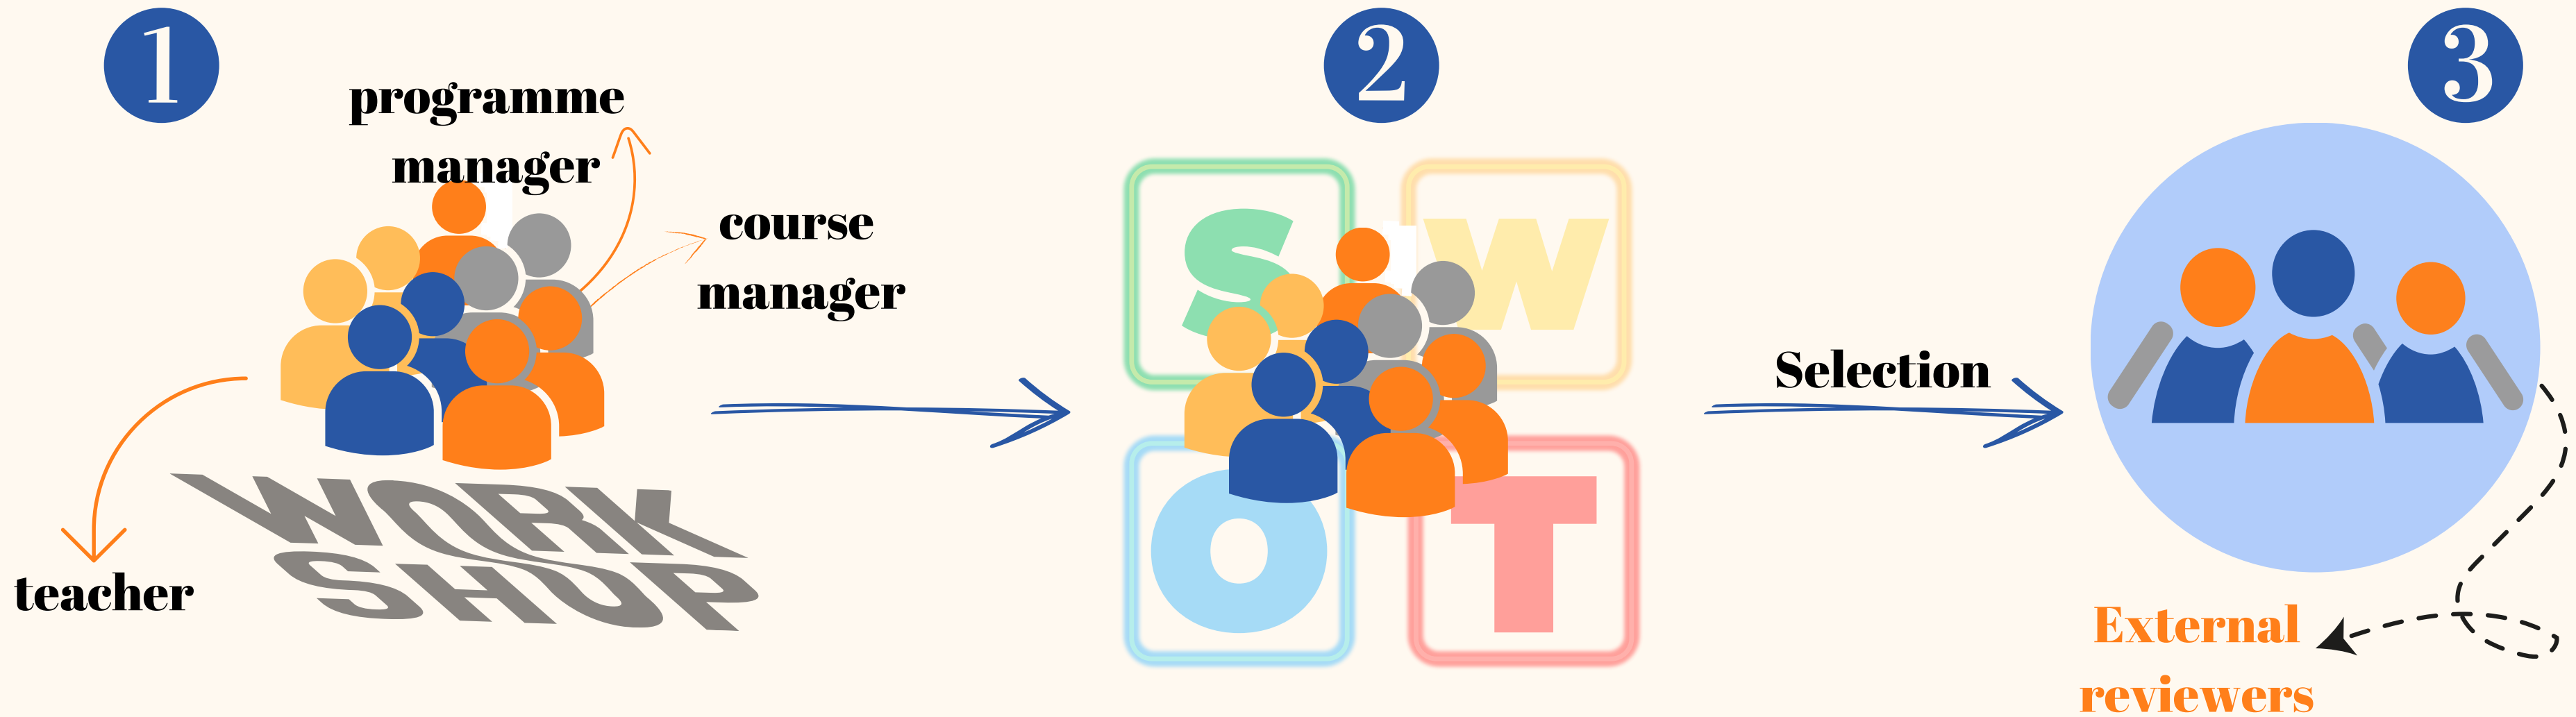 1
programme
manager
course
manager
teacher
WORK
SHOP
2
S W
O T
Selection
3
External
reviewers